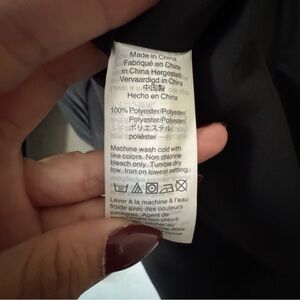 Made in China
Fabriqué en Chine
in China Hergestellt
Vervaardigd in China
中国製
Hecho en China
100% Polyester/Polyester/
Polyester/Polyester/
ポリエステル/
poliéster
Machine wash cold with
like colors. Non chlorine
bleach only. Tumble dry
low. Iron on lowest setting.
Laver à la machine à l'eau
froide avec des couleurs
similaires. Agent de
non chloré